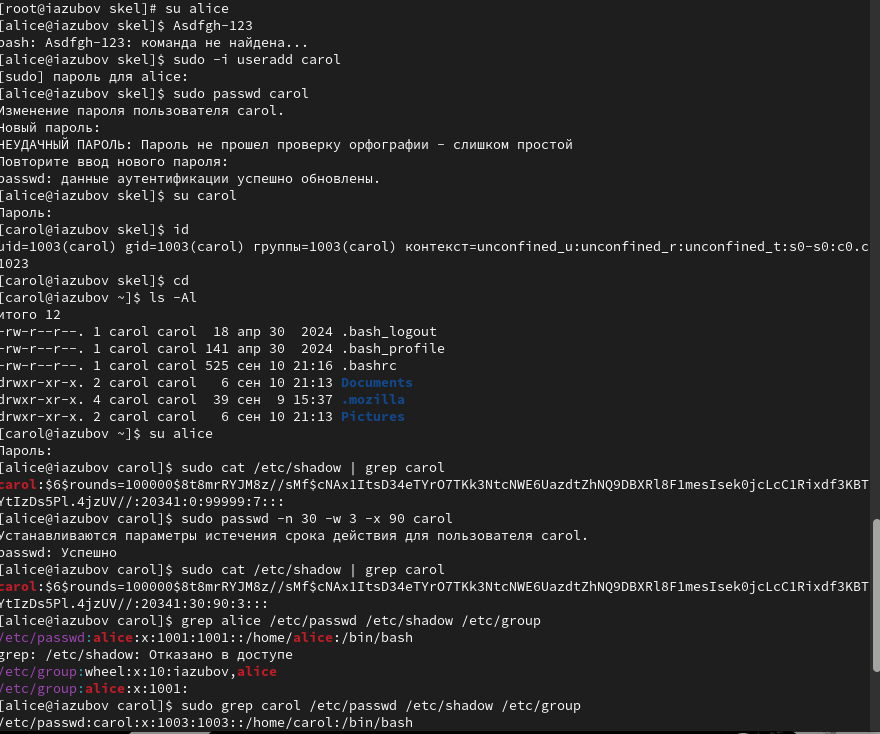 [root@iazubov skel]# su alice
[alice@iazubov skel]$ Asdfgh-123
bash: Asdfgh-123: команда не найдена...
[alice@iazubov skel]$ sudo -i useradd carol
[sudo] пароль для alice:
[alice@iazubov skel]$ sudo passwd carol
Изменение пароля пользователя carol.
Новый пароль:
НЕУДАЧНЫЙ ПАРОЛЬ: Пароль не прошел проверку орфографии - слишком простой
Повторите ввод нового пароля:
passwd: данные аутентификации успешно обновлены.
[alice@iazubov skel]$ su carol
Пароль:
[carol@iazubov skel]$ id
uid=1003(carol) gid=1003(carol) группы=1003(carol) контекст=unconfined_u:unconfined_r:unconfined_t:s0-s0:c0.c
1023
[carol@iazubov skel]$ cd
[carol@iazubov ~]$ ls -Al
итого 12
-rw-r--r--. 1 carol carol  18 апр 30  2024 .bash_logout
-rw-r--r--. 1 carol carol 141 апр 30  2024 .bash_profile
-rw-r--r--. 1 carol carol 525 сен 10 21:16 .bashrc
drwxr-xr-x. 2 carol carol   6 сен 10 21:13 Documents
drwxr-xr-x. 4 carol carol  39 сен  9 15:37 .mozilla
drwxr-xr-x. 2 carol carol   6 сен 10 21:13 Pictures
[carol@iazubov ~]$ su alice
Пароль:
[alice@iazubov carol]$ sudo cat /etc/shadow | grep carol
carol:$6$rounds=100000$8t8mrRYJM8z//sMf$cNAx1ItsD34eTYrO7TKk3NtcNWE6UazdtZhNQ9DBXRl8F1mesIsek0jcLcC1Rixdf3KBT
YtIzDs5Pl.4jzUV//:20341:0:99999:7:::
[alice@iazubov carol]$ sudo passwd -n 30 -w 3 -x 90 carol
Устанавливаются параметры истечения срока действия для пользователя carol.
passwd: Успешно
[alice@iazubov carol]$ sudo cat /etc/shadow | grep carol
carol:$6$rounds=100000$8t8mrRYJM8z//sMf$cNAx1ItsD34eTYrO7TKk3NtcNWE6UazdtZhNQ9DBXRl8F1mesIsek0jcLcC1Rixdf3KBT
YtIzDs5Pl.4jzUV//:20341:30:90:3:::
[alice@iazubov carol]$ grep alice /etc/passwd /etc/shadow /etc/group
/etc/passwd:alice:x:1001:1001::/home/alice:/bin/bash
grep: /etc/shadow: Отказано в доступе
/etc/group:wheel:x:10:iazubov,alice
/etc/group:alice:x:1001:
[alice@iazubov carol]$ sudo grep carol /etc/passwd /etc/shadow /etc/group
/etc/passwd:carol:x:1003:1003::/home/carol:/bin/bash